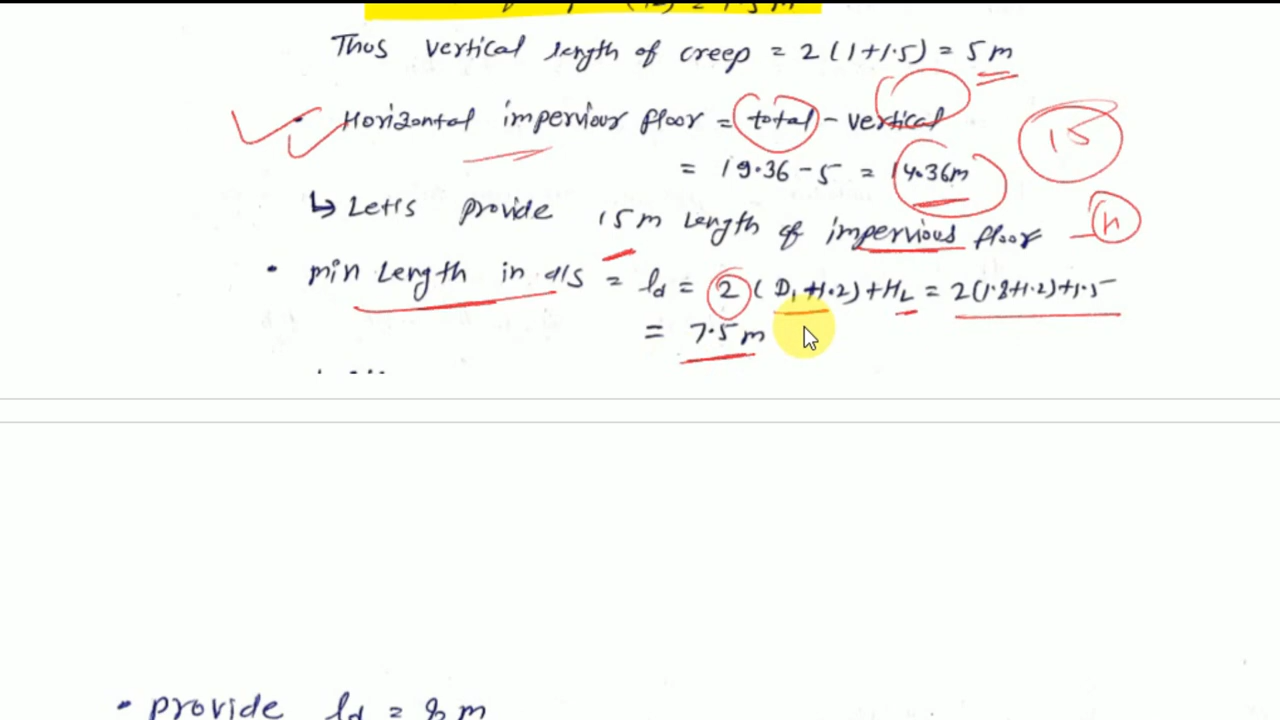 Thus vertical length of creep = 2(1+1.5) = 5m
• Horizontal impervious floor = total - vertical 15
= 19.36 - 5 = 14.36m
↳ Lett's provide 15m Length of impervious floor - h
• min Length in d/s = ld = 2(D1+1.2)+HL = 2(1.8+1.2)+1.5
= 7.5m
• provide ld = 8m